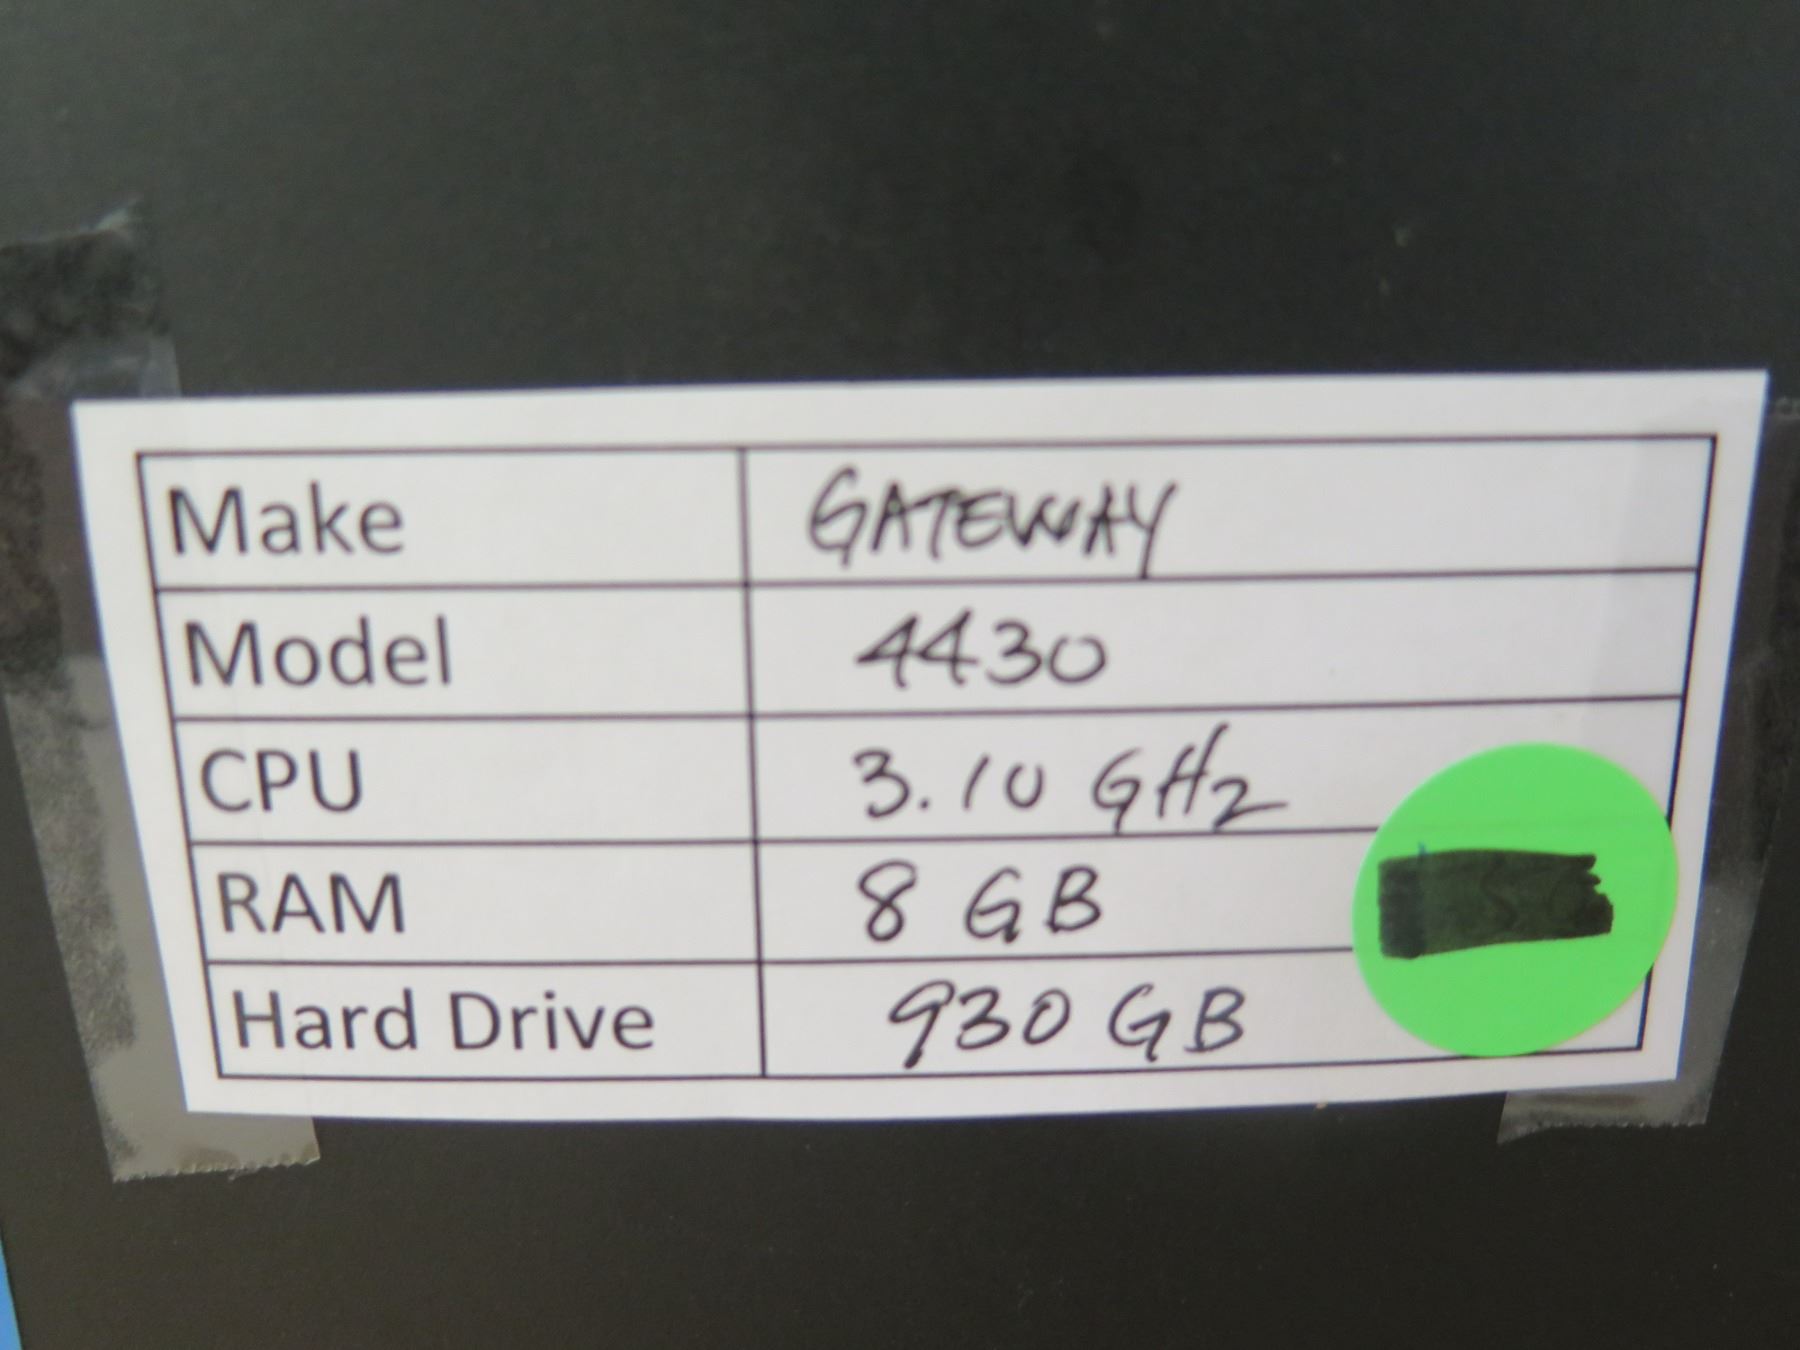 Make GATEWAY
Model 4430
CPU 3.10 GHz
RAM 8 GB
Hard Drive 930 GB